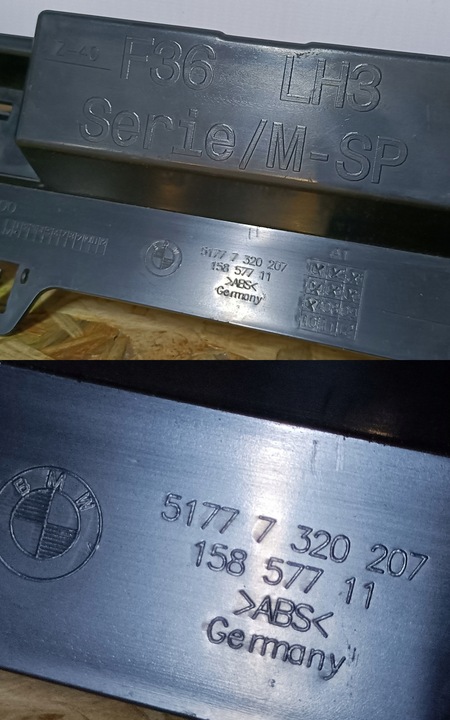 F36 LH3
Serie/M-SP
5177 7 320 207
158 577 11
>ABS<
Germany
BMW
5177 7 320 207
158 577 11
>ABS<
Germany